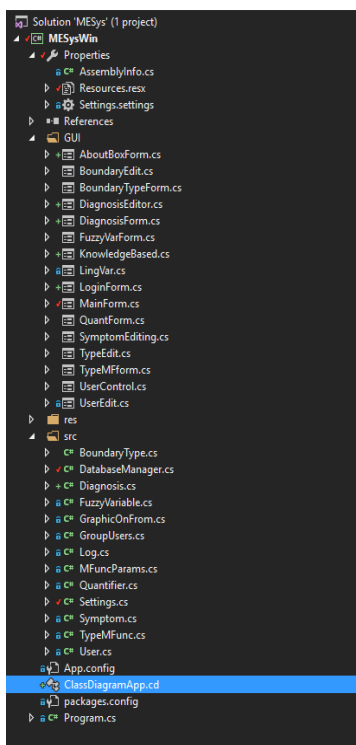 Solution 'MESys' (1 project)
MESysWin
Properties
AssemblyInfo.cs
Resources.resx
Settings.settings
References
GUI
AboutBoxForm.cs
BoundaryEdit.cs
BoundaryTypeForm.cs
DiagnosisEditor.cs
DiagnosisForm.cs
FuzzyVarForm.cs
KnowledgeBased.cs
LingVar.cs
LoginForm.cs
MainForm.cs
QuantForm.cs
SymptomEditing.cs
TypeEdit.cs
TypeMFform.cs
UserControl.cs
UserEdit.cs
res
src
C# BoundaryType.cs
C# DatabaseManager.cs
C# Diagnosis.cs
C# FuzzyVariable.cs
C# GraphicOnFrom.cs
C# GroupUsers.cs
C# Log.cs
C# MFuncParams.cs
C# Quantifier.cs
C# Settings.cs
C# Symptom.cs
C# TypeMFunc.cs
C# User.cs
App.config
ClassDiagramApp.cd
packages.config
C# Program.cs